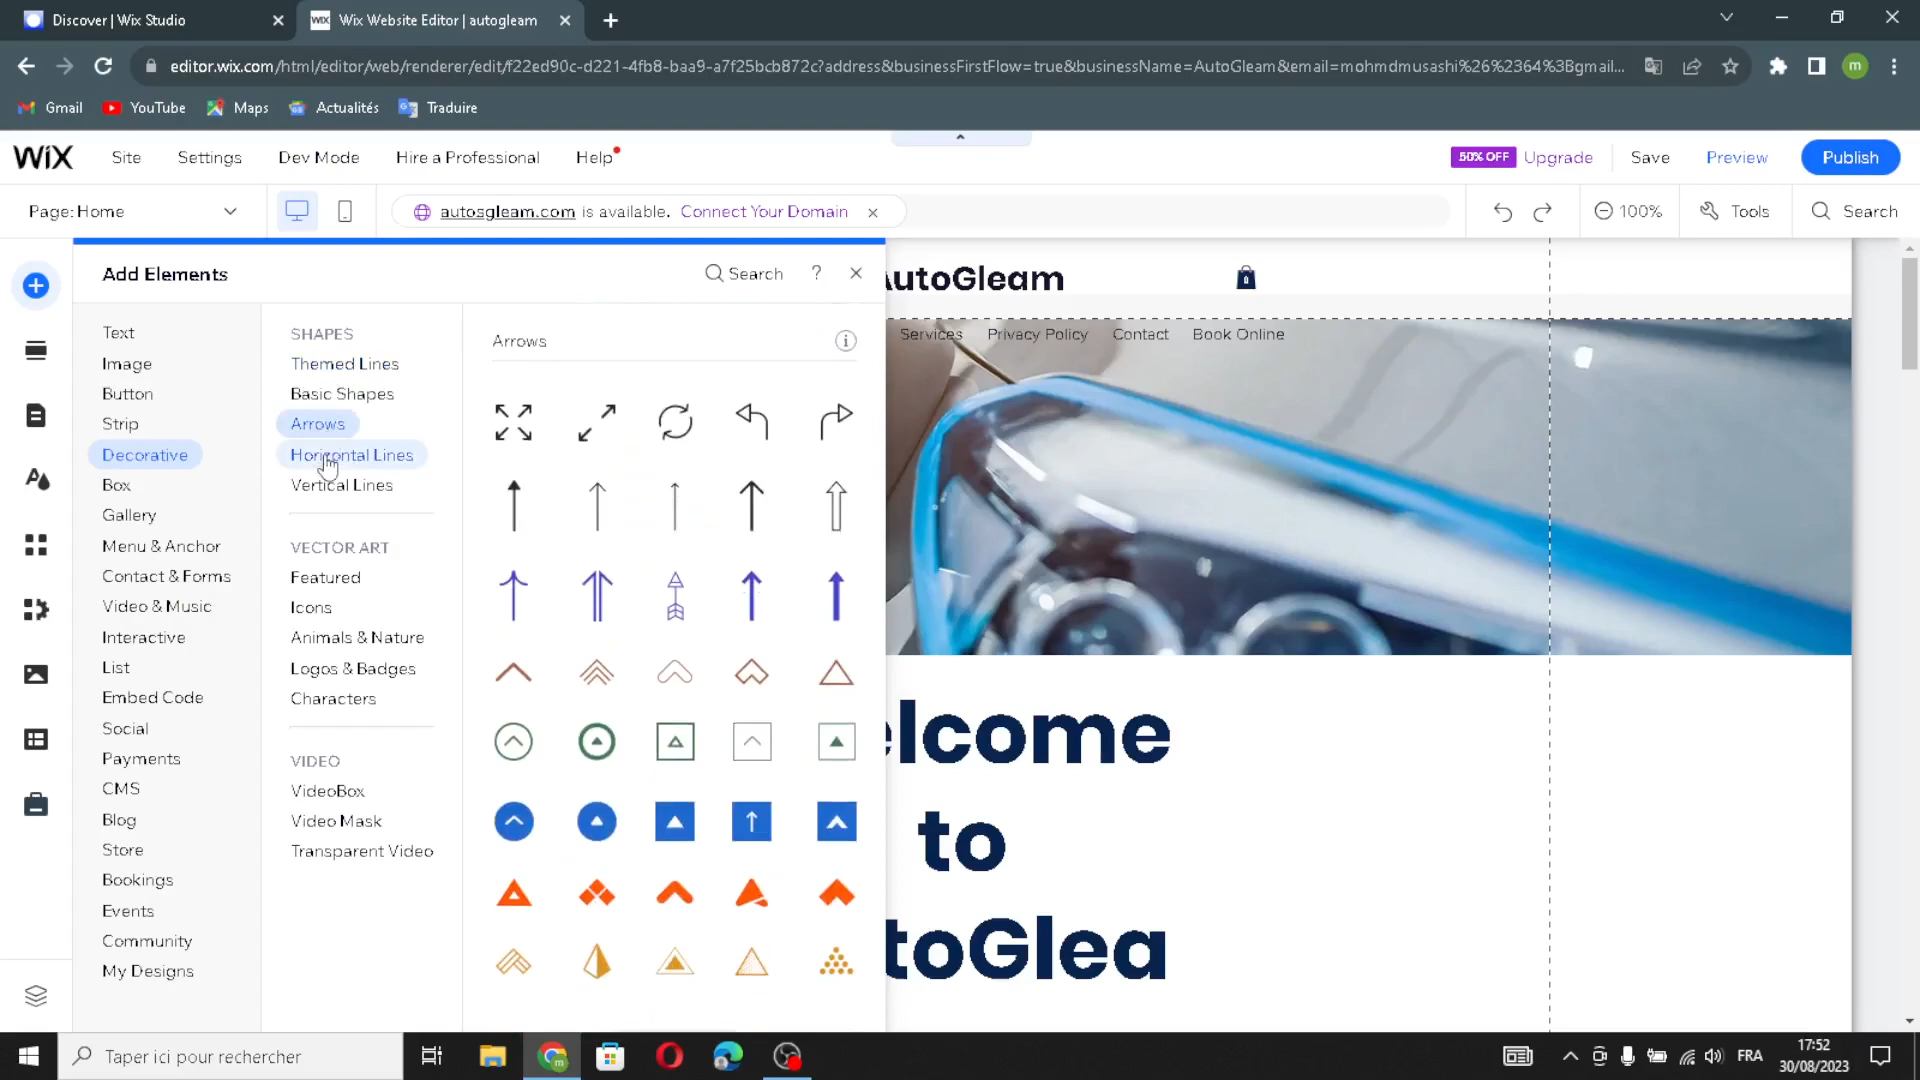 Discover | Wix Studio
WiX Wix Website Editor | autogleam
editor.wix.com/html/editor/web/renderer/edit/f22ed90c-d221-4fb8-baa9-a7f25bcb872c?address&businessFirstFlow=true&businessName=AutoGleam&email=mohmdmusashi%26%2364%3Bgmail...
m
Gmail YouTube Maps Actualités Traduire
WiX Site Settings Dev Mode Hire a Professional Help 50% OFF Upgrade Save Preview Publish
Page: Home autosgleam.com is available. Connect Your Domain 100% Tools Search
Add Elements Search ?
Text
Image
Button
Strip
Decorative
Box
Gallery
Menu & Anchor
Contact & Forms
Video & Music
Interactive
List
Embed Code
Social
Payments
CMS
Blog
Store
Bookings
Events
Community
My Designs
SHAPES
Themed Lines
Basic Shapes
Arrows
Horizontal Lines
Vertical Lines
VECTOR ART
Featured
Icons
Animals & Nature
Logos & Badges
Characters
VIDEO
VideoBox
Video Mask
Transparent Video
Arrows
AutoGleam
0
Services Privacy Policy Contact Book Online
elcome
to
toGlea
Taper ici pour rechercher
FRA
17:52
30/08/2023